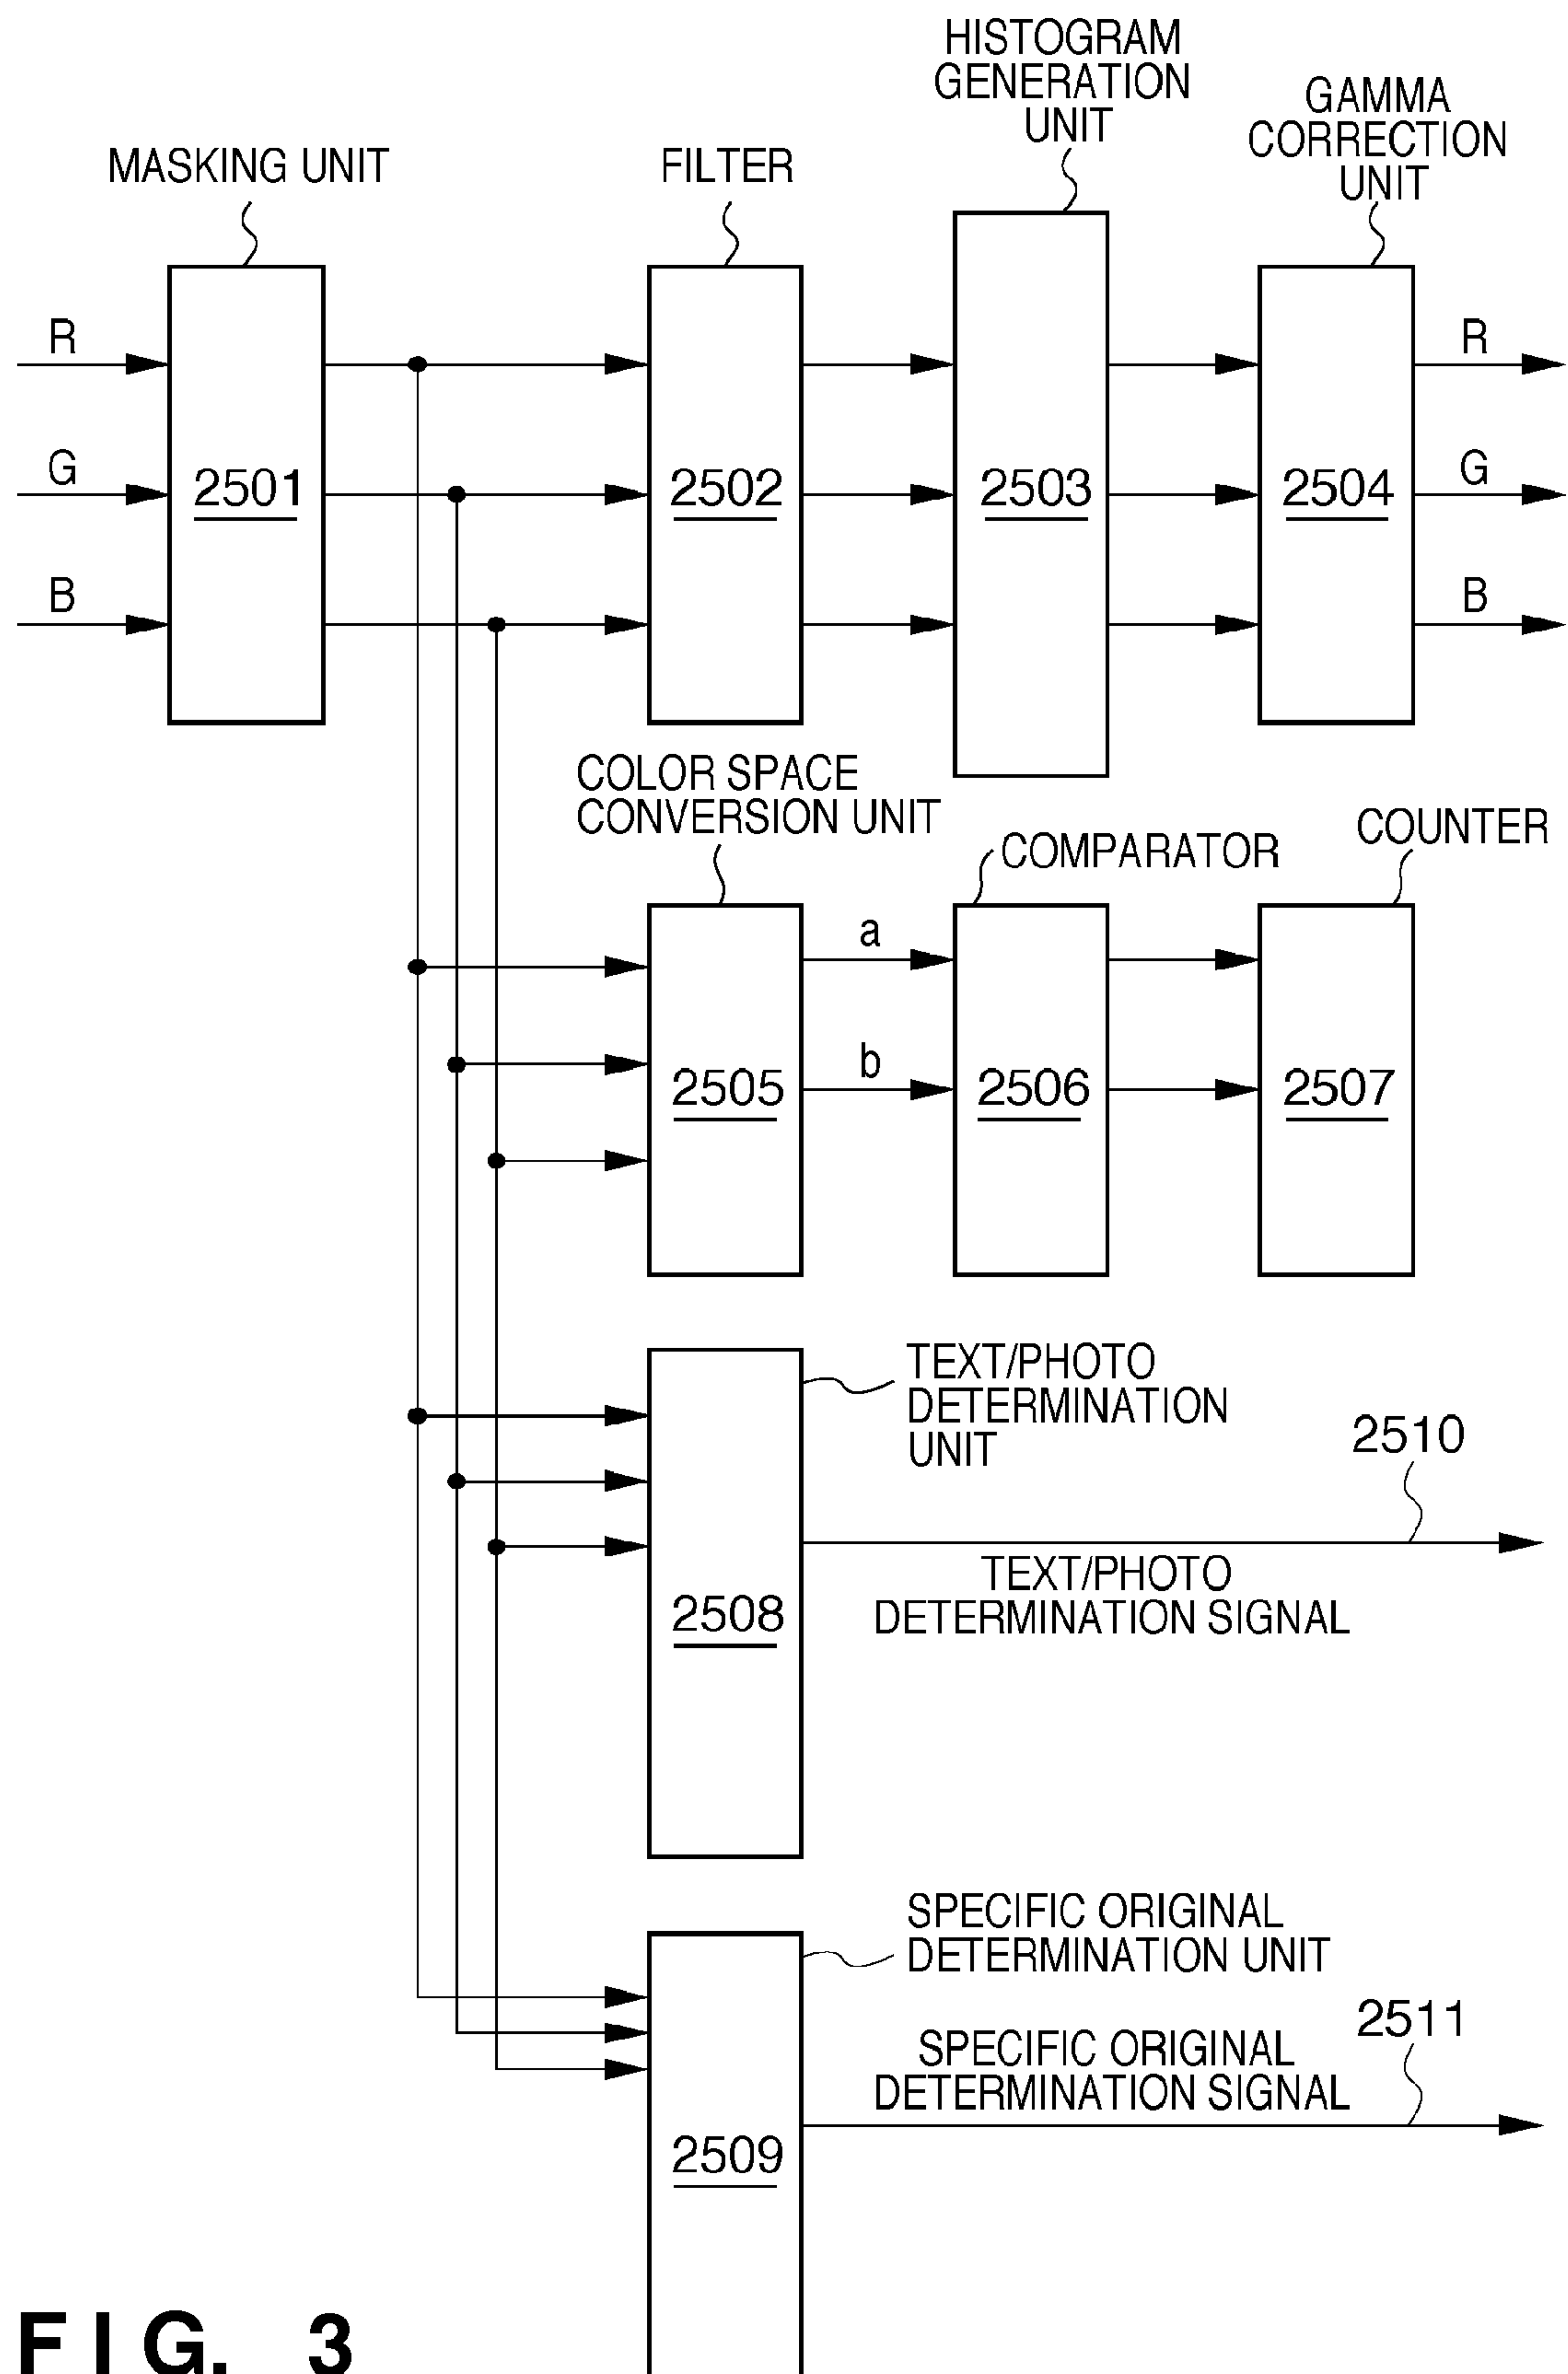 HISTOGRAM
GENERATION
UNIT
GAMMA
CORRECTION
UNIT
MASKING UNIT
FILTER
R
G
B
2501
2502
2503
2504
R
G
B
COLOR SPACE
CONVERSION UNIT
COMPARATOR
COUNTER
a
b
2505
2506
2507
TEXT/PHOTO
DETERMINATION
UNIT
2510
TEXT/PHOTO
DETERMINATION SIGNAL
2508
SPECIFIC ORIGINAL
DETERMINATION UNIT
2511
SPECIFIC ORIGINAL
DETERMINATION SIGNAL
2509
FIG. 3